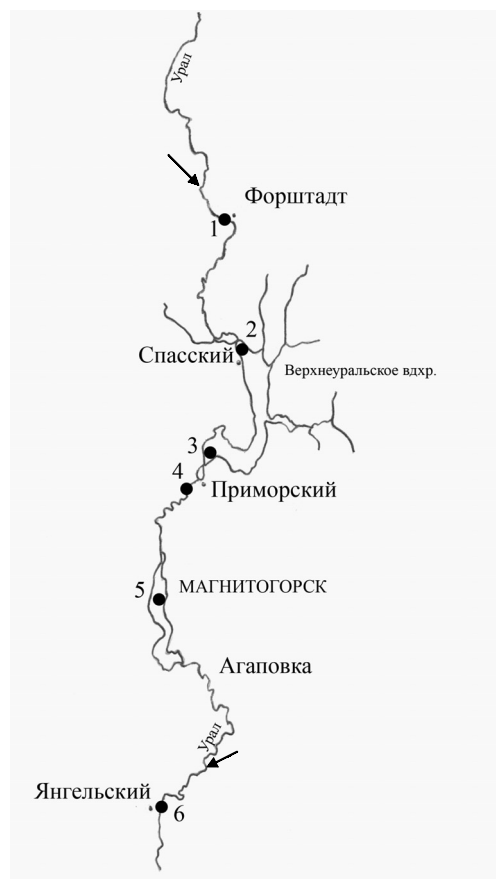 Урал
Форштадт
1
2
Спасский
Верхнеуральское вдхр.
3
4
Приморский
5
МАГНИТОГОРСК
Агаповка
Урал
Янгельский
6